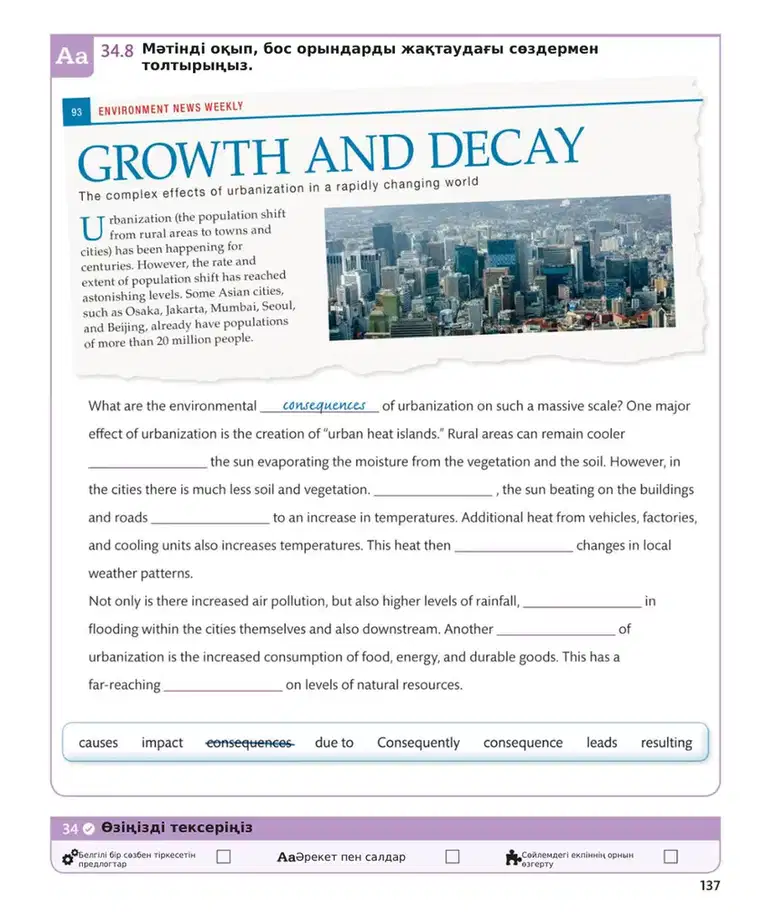 Aa 34.8 Мәтінді оқып, бос орындарды жақтаудағы сөздермен
толтырыңыз.
93 ENVIRONMENT NEWS WEEKLY
GROWTH AND DECAY
The complex effects of urbanization in a rapidly changing world
Urbanization (the population shift
from rural areas to towns and
cities) has been happening for
centuries. However, the rate and
extent of population shift has reached
astonishing levels. Some Asian cities,
such as Osaka, Jakarta, Mumbai, Seoul,
and Beijing, already have populations
of more than 20 million people.
What are the environmental consequences of urbanization on such a massive scale? One major
effect of urbanization is the creation of “urban heat islands.” Rural areas can remain cooler
the sun evaporating the moisture from the vegetation and the soil. However, in
the cities there is much less soil and vegetation. , the sun beating on the buildings
and roads to an increase in temperatures. Additional heat from vehicles, factories,
and cooling units also increases temperatures. This heat then changes in local
weather patterns.
Not only is there increased air pollution, but also higher levels of rainfall, in
flooding within the cities themselves and also downstream. Another of
urbanization is the increased consumption of food, energy, and durable goods. This has a
far-reaching on levels of natural resources.
causes impact consequences due to Consequently consequence leads resulting
34 Өзіңізді тексеріңіз
Белгілі бір сөзбен тіркесетін
предлогтар
Aa Әрекет пен салдар
Сөйлемдегі екпіннің орнын
өзгерту
137